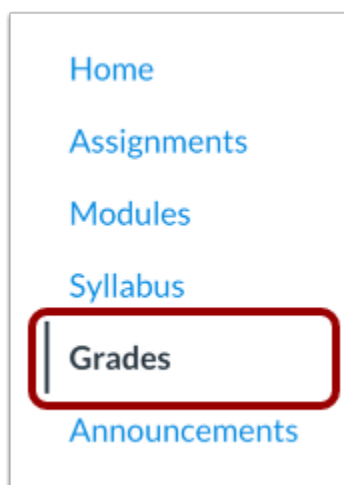 Home
Assignments
Modules
Syllabus
Grades
Announcements